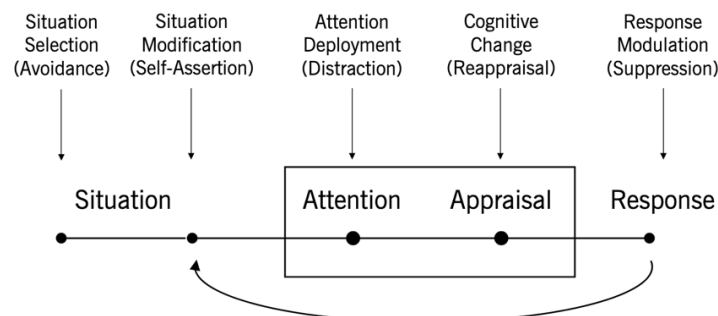 Situation
Selection
(Avoidance)
Situation
Modification
(Self-Assertion)
Attention
Deployment
(Distraction)
Cognitive
Change
(Reappraisal)
Response
Modulation
(Suppression)
Situation
Attention
Appraisal
Response